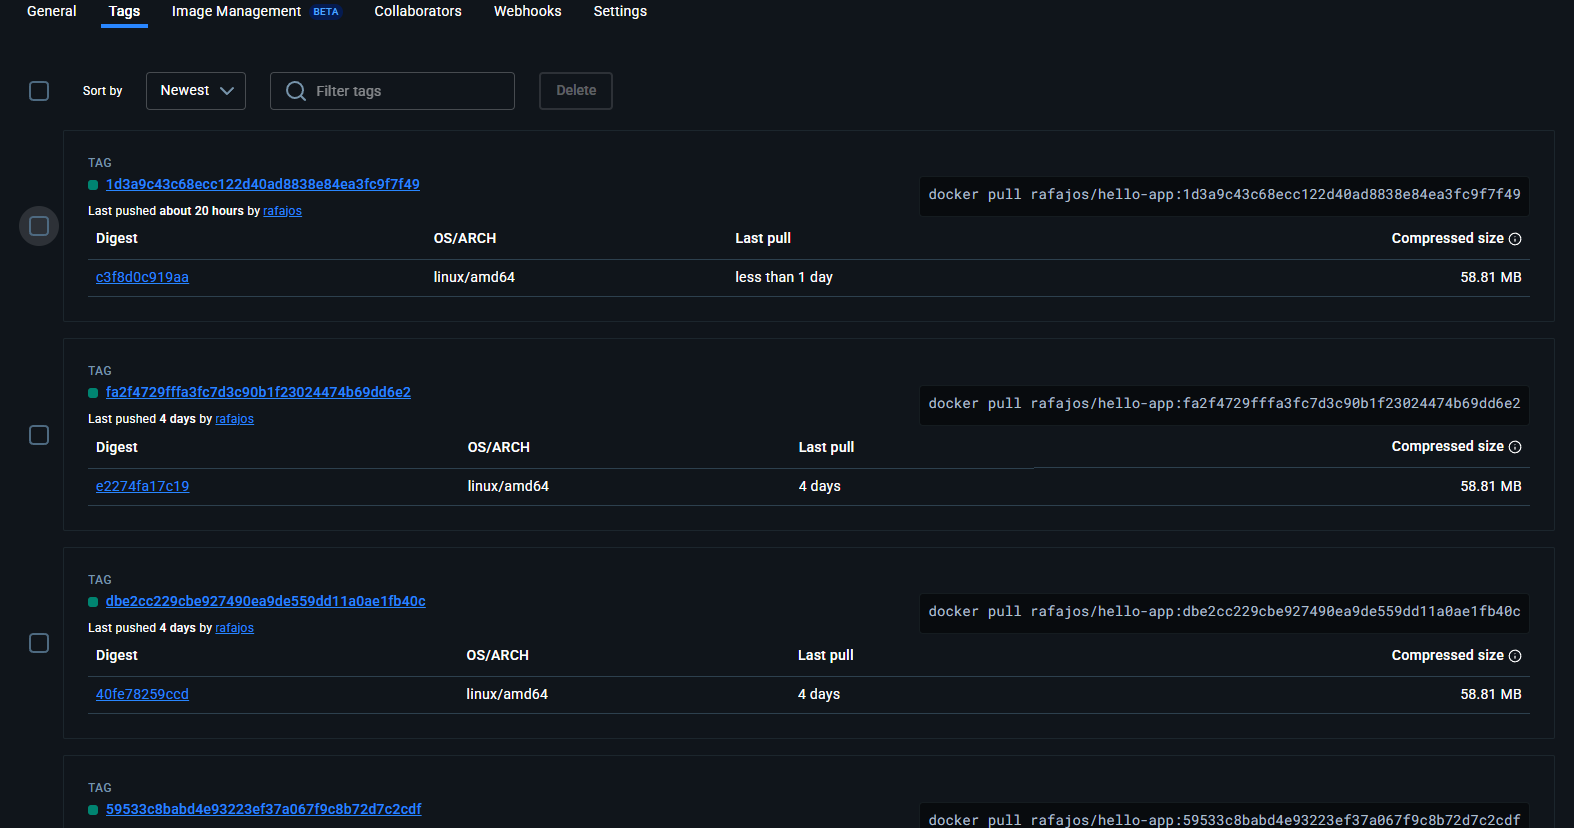 General Tags Image Management BETA Collaborators Webhooks Settings
Sort by Newest Filter tags Delete
TAG
1d3a9c43c68ecc122d40ad8838e84ea3fc9f7f49
docker pull rafajos/hello-app:1d3a9c43c68ecc122d40ad8838e84ea3fc9f7f49
Last pushed about 20 hours by rafajos
Digest OS/ARCH Last pull Compressed size
c3f8d0c919aa linux/amd64 less than 1 day 58.81 MB
TAG
fa2f4729fffa3fc7d3c90b1f23024474b69dd6e2
docker pull rafajos/hello-app:fa2f4729fffa3fc7d3c90b1f23024474b69dd6e2
Last pushed 4 days by rafajos
Digest OS/ARCH Last pull Compressed size
e2274fa17c19 linux/amd64 4 days 58.81 MB
TAG
dbe2cc229cbe927490ea9de559dd11a0ae1fb40c
docker pull rafajos/hello-app:dbe2cc229cbe927490ea9de559dd11a0ae1fb40c
Last pushed 4 days by rafajos
Digest OS/ARCH Last pull Compressed size
40fe78259ccd linux/amd64 4 days 58.81 MB
TAG
59533c8babd4e93223ef37a067f9c8b72d7c2cdf
docker pull rafajos/hello-app:59533c8babd4e93223ef37a067f9c8b72d7c2cdf